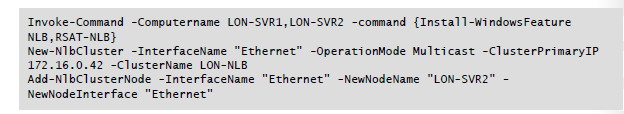 Invoke-Command -Computername LON-SVR1,LON-SVR2 -command {Install-WindowsFeature
NLB,RSAT-NLB}
New-NlbCluster -InterfaceName "Ethernet" -OperationMode Multicast -ClusterPrimaryIP
172.16.0.42 -ClusterName LON-NLB
Add-NlbClusterNode -InterfaceName "Ethernet" -NewNodeName "LON-SVR2" -
NewNodeInterface "Ethernet"